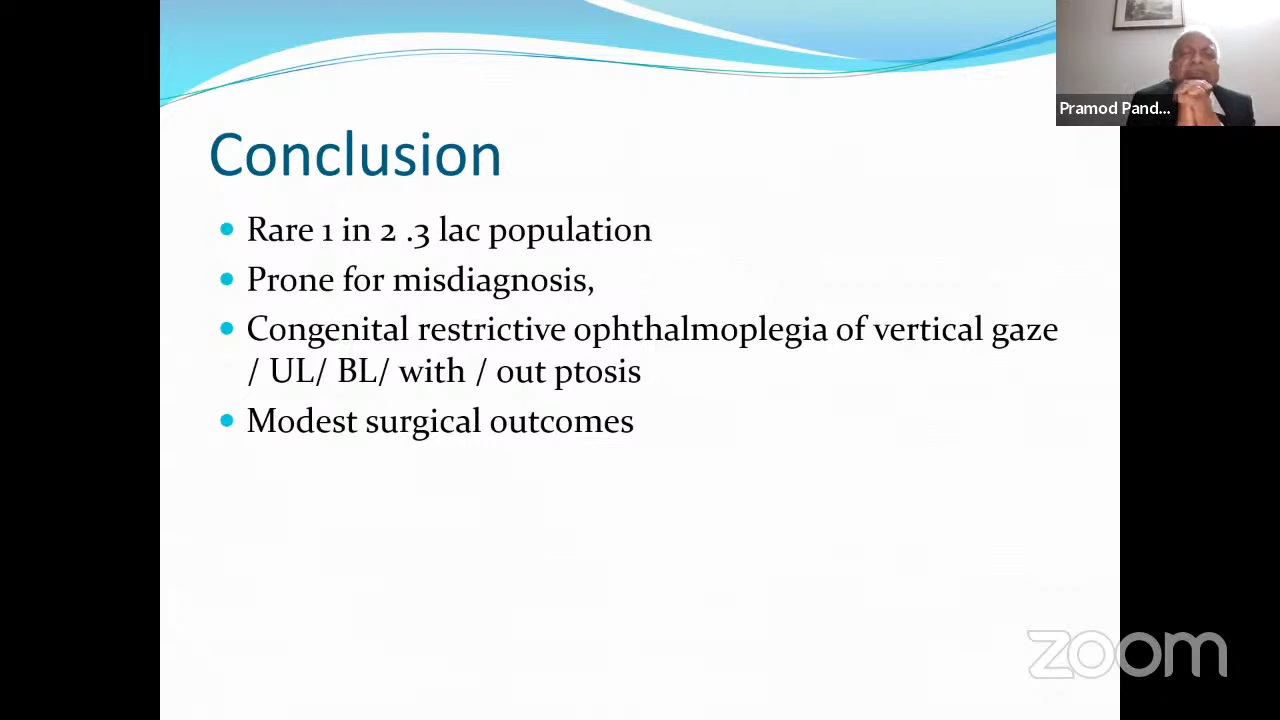 Pramod Pand...
Conclusion
Rare 1 in 2 .3 lac population
Prone for misdiagnosis,
Congenital restrictive ophthalmoplegia of vertical gaze
/ UL/ BL/ with / out ptosis
Modest surgical outcomes
zoom